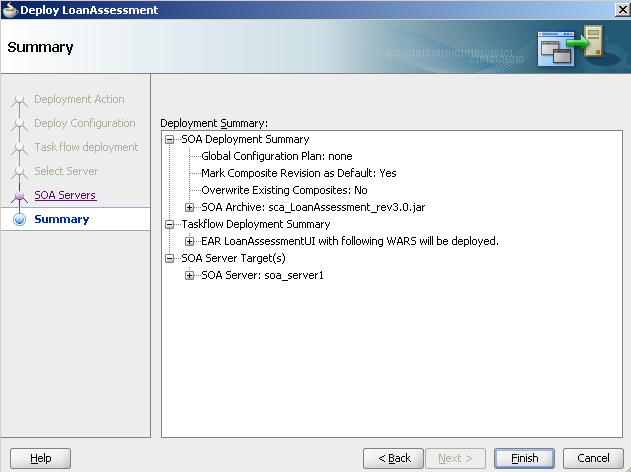 Deploy LoanAssessment
Summary
010101010101010101010101010101
0101010101010
Deployment Action
Deploy Configuration
Task flow deployment
Select Server
SOA Servers
Summary
Deployment Summary:
SOA Deployment Summary
Global Configuration Plan: none
Mark Composite Revision as Default: Yes
Overwrite Existing Composites: No
SOA Archive: sca_LoanAssessment_rev3.0.jar
Taskflow Deployment Summary
EAR LoanAssessmentUI with following WARS will be deployed.
SOA Server Target(s)
SOA Server: soa_server1
Help
< Back
Next >
Finish
Cancel